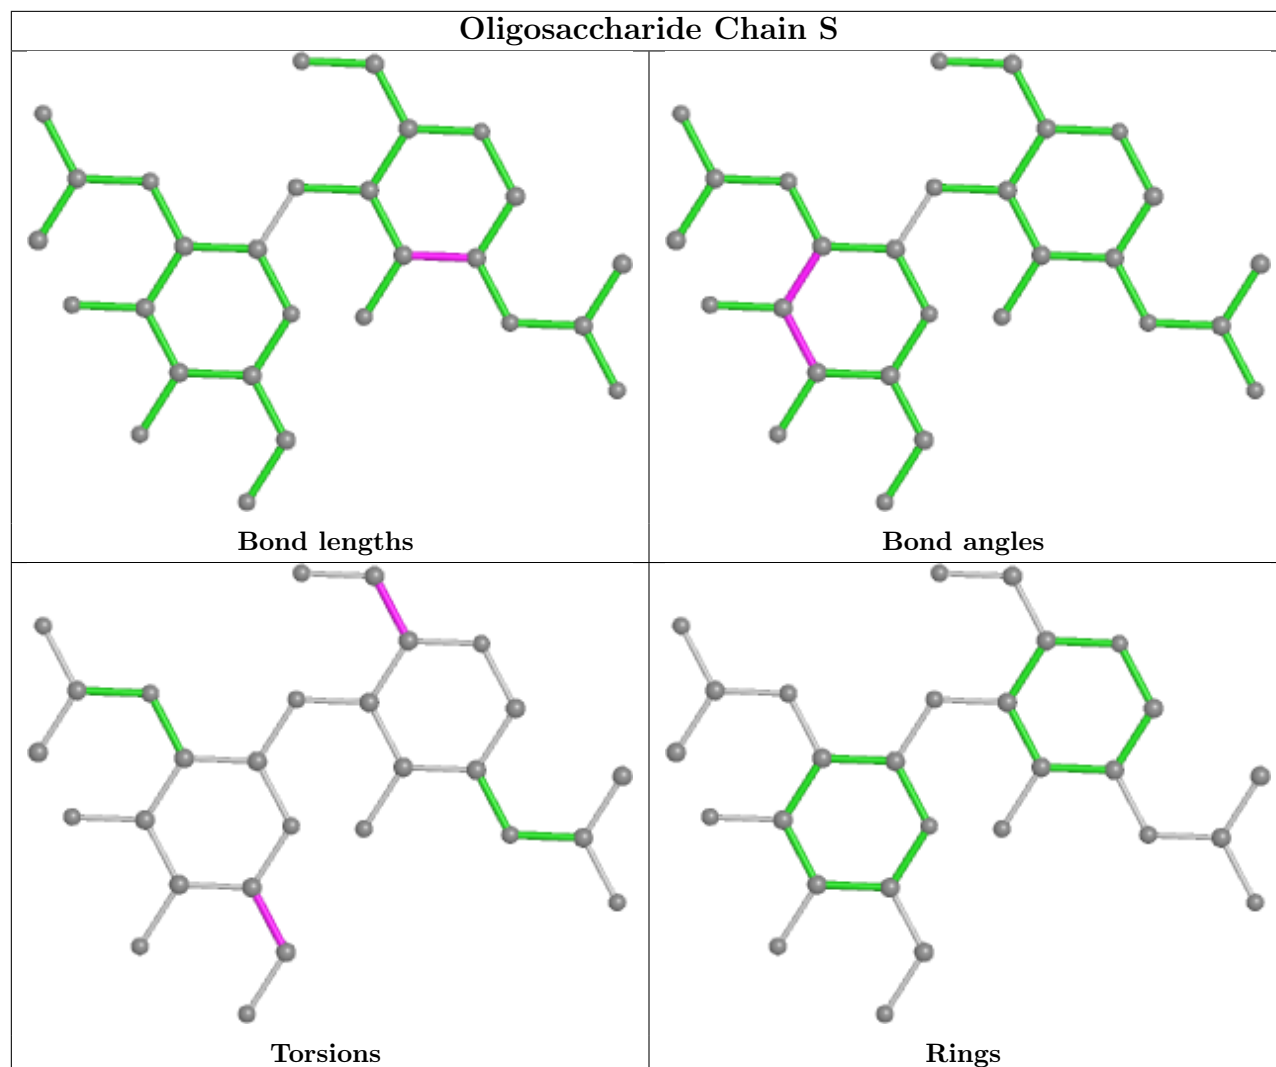 Oligosaccharide Chain S
Bond lengths
Bond angles
Torsions
Rings